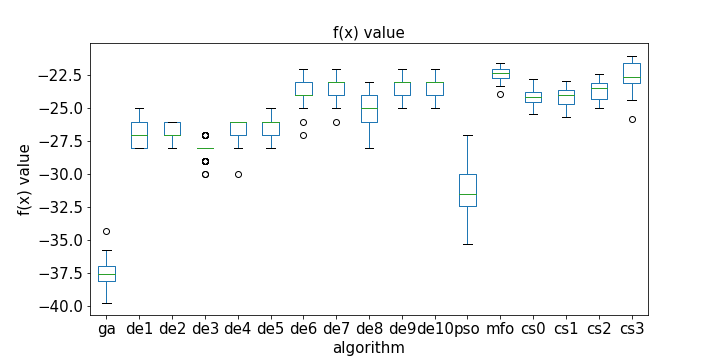 f(x) value
f(x) value
−22.5
−25.0
−27.5
−30.0
−32.5
−35.0
−37.5
−40.0
ga de1 de2 de3 de4 de5 de6 de7 de8 de9 de10 pso mfo cs0 cs1 cs2 cs3
algorithm